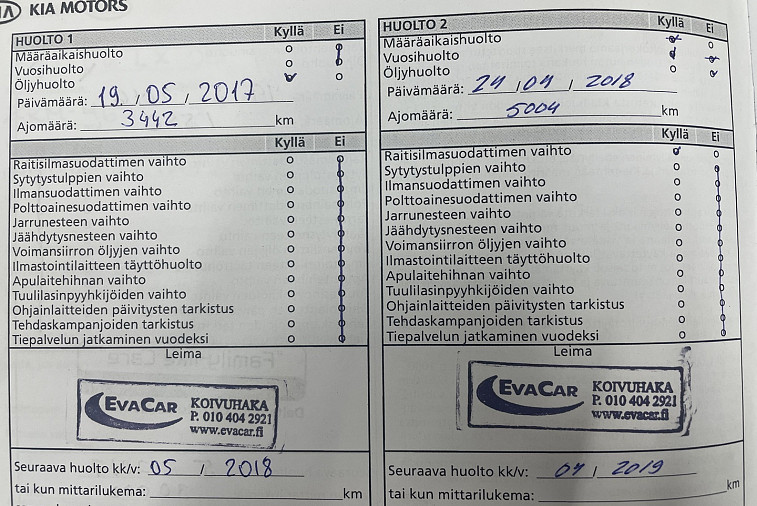 KIA MOTORS
HUOLTO 1 Kyllä Ei
Määräaikaishuolto
Vuosihuolto
Öljyhuolto
Päivämäärä: 19 / 05 / 2017
Ajomäärä: 3442 km
Kyllä Ei
Raitisilmasuodattimen vaihto
Sytytystulppien vaihto
Ilmansuodattimen vaihto
Polttoainesuodattimen vaihto
Jarrunesteen vaihto
Jäähdytysnesteen vaihto
Voimansiirron öljyjen vaihto
Ilmastointilaitteen täyttöhuolto
Apulaitehihnan vaihto
Tuulilasinpyyhkijöiden vaihto
Ohjainlaitteiden päivitysten tarkistus
Tehdaskampanjoiden tarkistus
Tiepalvelun jatkaminen vuodeksi
Leima
EVACAR KOIVUHAKA
P. 010 404 2921
www.evacar.fi
Seuraava huolto kk/v: 05 / 2018
tai kun mittarilukema: km
HUOLTO 2 Kyllä Ei
Määräaikaishuolto
Vuosihuolto
Öljyhuolto
Päivämäärä: 24 / 04 / 2018
Ajomäärä: 5004 km
Kyllä Ei
Raitisilmasuodattimen vaihto
Sytytystulppien vaihto
Ilmansuodattimen vaihto
Polttoainesuodattimen vaihto
Jarrunesteen vaihto
Jäähdytysnesteen vaihto
Voimansiirron öljyjen vaihto
Ilmastointilaitteen täyttöhuolto
Apulaitehihnan vaihto
Tuulilasinpyyhkijöiden vaihto
Ohjainlaitteiden päivitysten tarkistus
Tehdaskampanjoiden tarkistus
Tiepalvelun jatkaminen vuodeksi
Leima
EVACAR KOIVUHAKA
P. 010 404 2921
www.evacar.fi
Seuraava huolto kk/v: 04 / 2019
tai kun mittarilukema: km